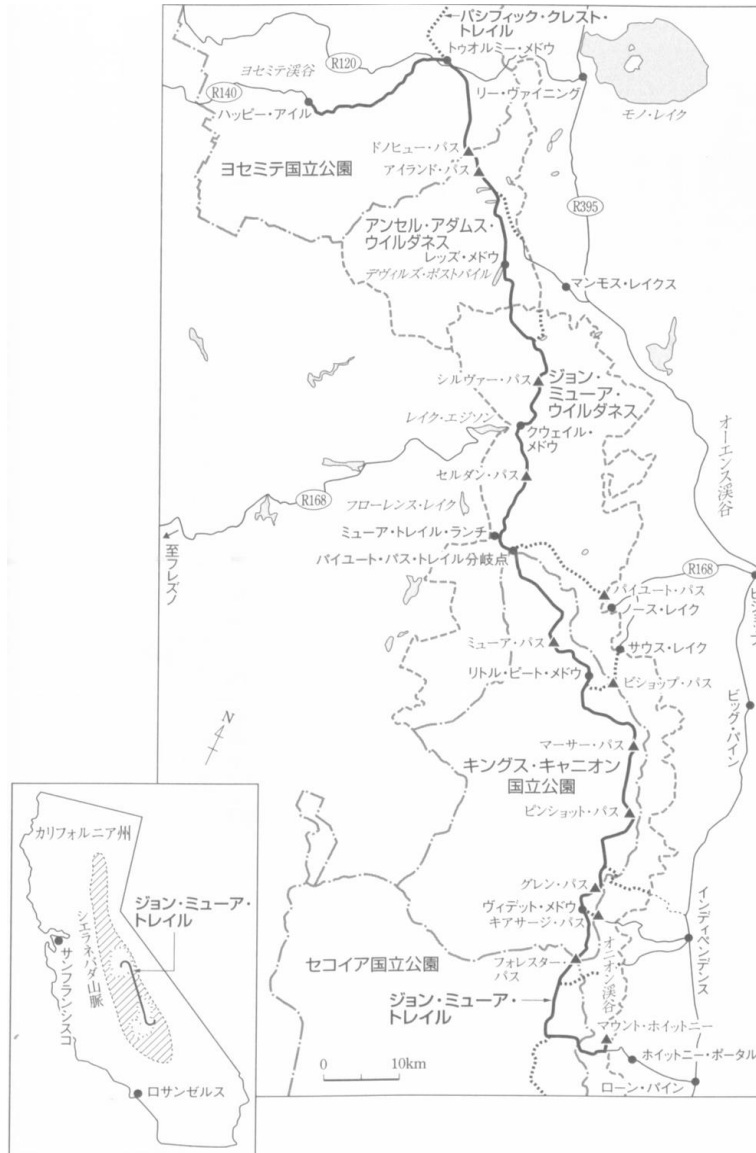 パシフィック・クレスト・
トレイル
トゥオルミー・メドウ
ヨセミテ渓谷
R120
R140
リー・ヴァイニング
ハッピー・アイル
モノ・レイク
ドノヒュー・パス
ヨセミテ国立公園
アイランド・パス
R395
アンセル・アダムス・
ウイルダネス
レッズ・メドウ
デヴィルズ・ポストパイル
マンモス・レイクス
シルヴァー・パス
ジョン・
ミューア・
ウイルダネス
レイク・エジソン
クウェイル・
メドウ
オーエンス渓谷
セルダン・パス
R168
フローレンス・レイク
ミューア・トレイル・ランチ
至フレズノ
パイユート・パス・トレイル分岐点
R168
パイユート・パス
ノース・レイク
ビショップ
ミューア・パス
サウス・レイク
リトル・ピート・メドウ
ビショップ・パス
ビッグ・パイン
N
マーサー・パス
キングス・キャニオン
国立公園
ピンショット・パス
カリフォルニア州
グレン・パス
ジョン・ミューア・
トレイル
ヴィデット・メドウ
キアサージ・パス
インディペンデンス
シエラネバダ山脈
サンフランシスコ
セコイア国立公園
フォレスター・
パス
オニオン渓谷
ジョン・ミューア・
トレイル
マウント・ホイットニー
ホイットニー・ポータル
0 10km
ローン・パイン
ロサンゼルス